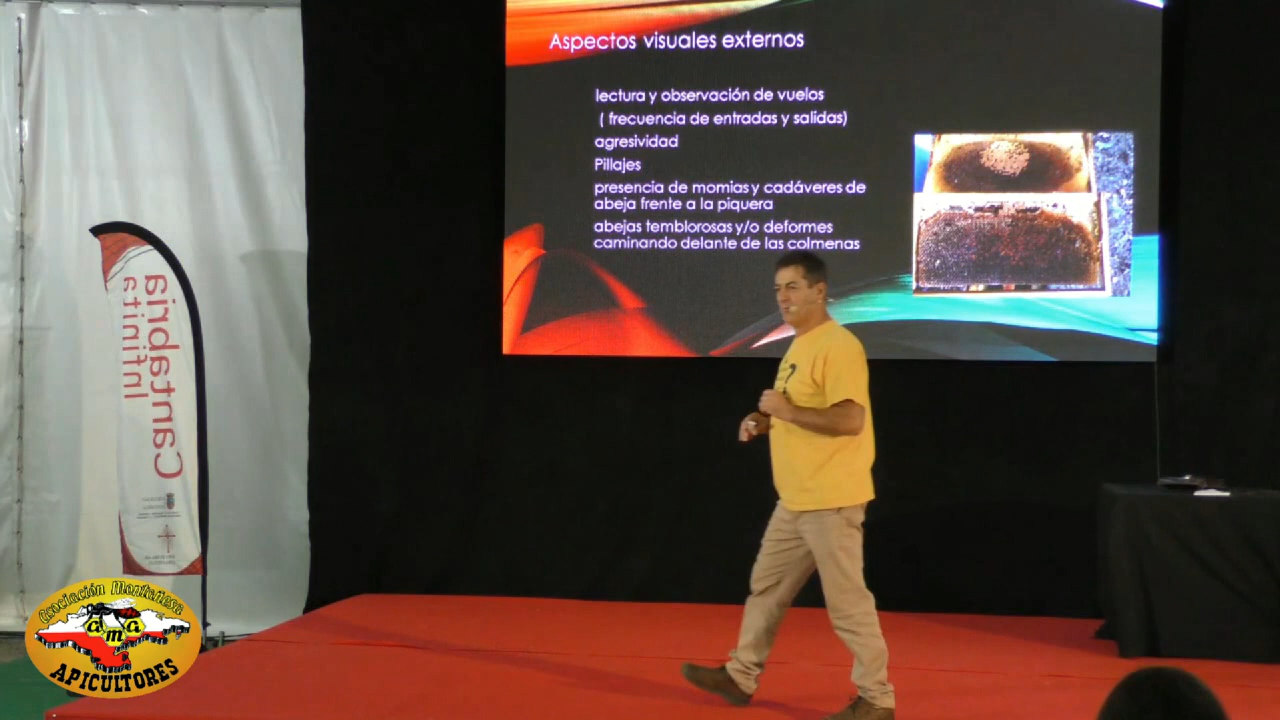 Aspectos visuales externos
lectura y observación de vuelos
( frecuencia de entradas y salidas)
agresividad
Pillajes
presencia de momias y cadáveres de
abeja frente a la piquera
abejas temblorosas y/o deformes
caminando delante de las colmenas
Cantabria
Infinita
Asociación Montañesa
AMA
APICULTORES